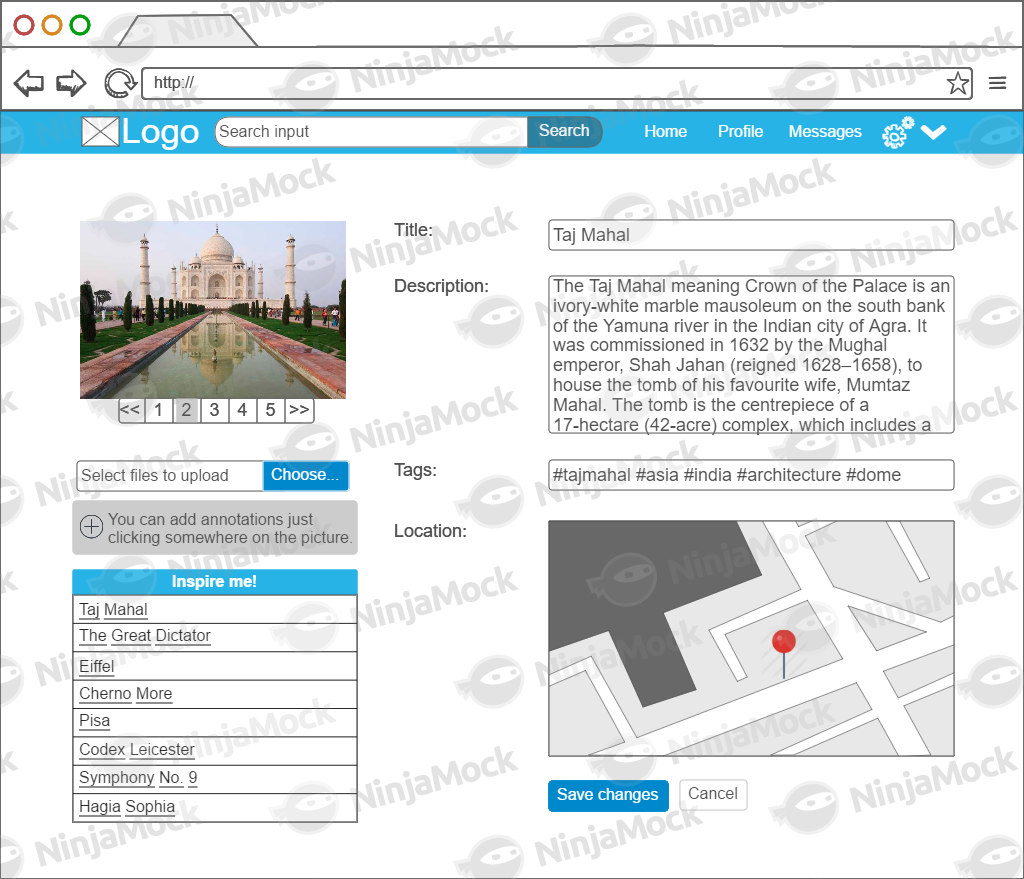 http://
Logo
Search input
Search
Home
Profile
Messages
<< 1 2 3 4 5 >>
Select files to upload
Choose...
You can add annotations just
clicking somewhere on the picture.
Inspire me!
Taj Mahal
The Great Dictator
Eiffel
Cherno More
Pisa
Codex Leicester
Symphony No. 9
Hagia Sophia
Title:
Taj Mahal
Description:
The Taj Mahal meaning Crown of the Palace is an
ivory-white marble mausoleum on the south bank
of the Yamuna river in the Indian city of Agra. It
was commissioned in 1632 by the Mughal
emperor, Shah Jahan (reigned 1628–1658), to
house the tomb of his favourite wife, Mumtaz
Mahal. The tomb is the centrepiece of a
17-hectare (42-acre) complex, which includes a
Tags:
#tajmahal #asia #india #architecture #dome
Location:
Save changes
Cancel
NinjaMock